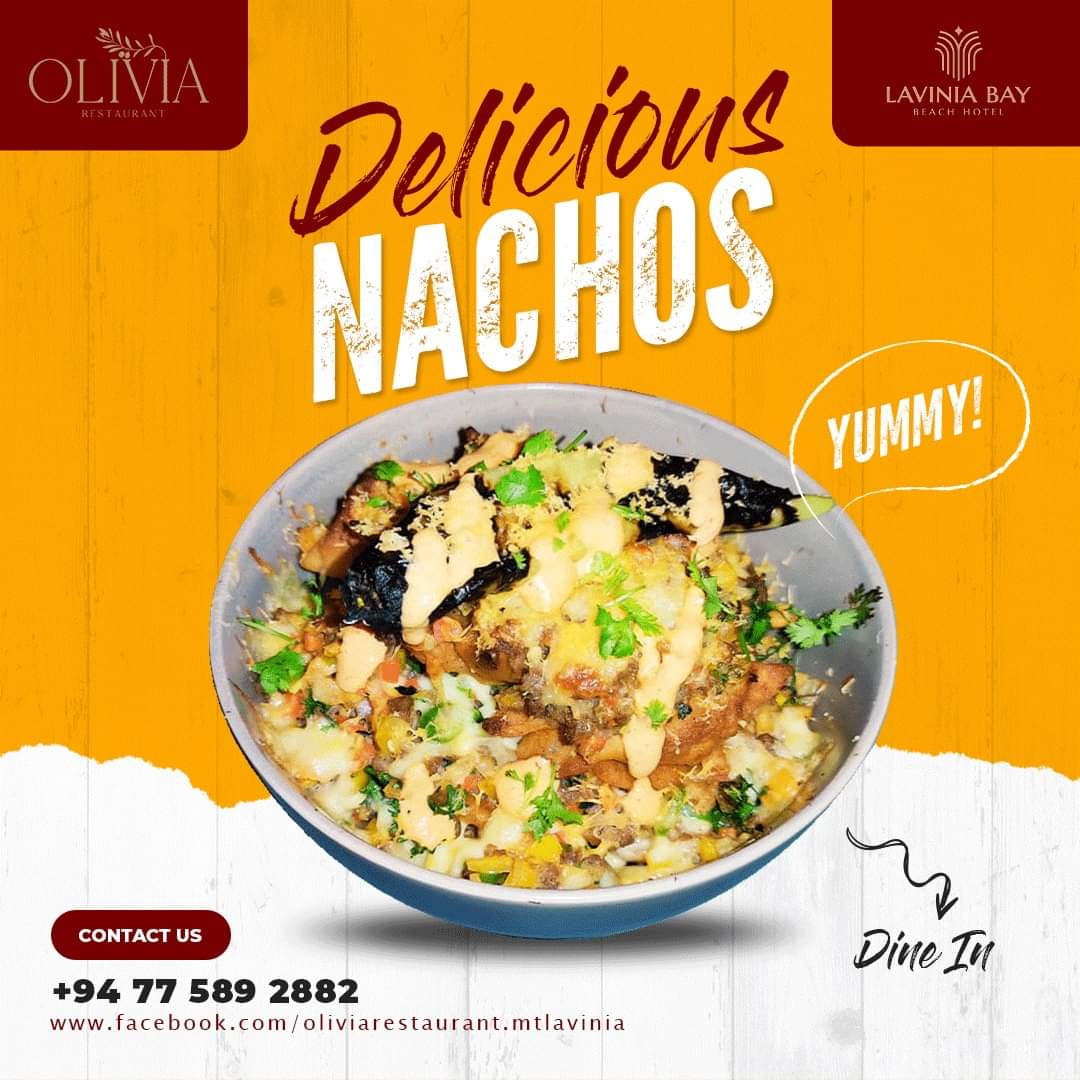 OLIVIA
RESTAURANT
LAVINIA BAY
BEACH HOTEL
Delicious
NACHOS
YUMMY!
Dine In
CONTACT US
+94 77 589 2882
www.facebook.com/oliviarestaurant.mtlavinia